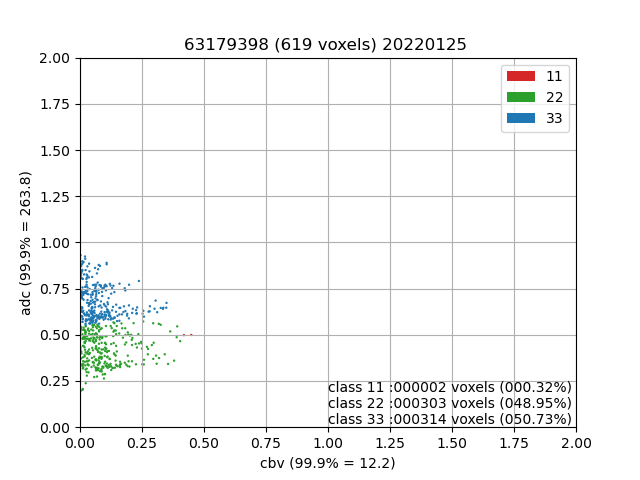 63179398 (619 voxels) 20220125
2.00
1.75
1.50
1.25
1.00
0.75
0.50
0.25
0.00
adc (99.9% = 263.8)
11
22
33
class 11 :000002 voxels (000.32%)
class 22 :000303 voxels (048.95%)
class 33 :000314 voxels (050.73%)
0.00 0.25 0.50 0.75 1.00 1.25 1.50 1.75 2.00
cbv (99.9% = 12.2)